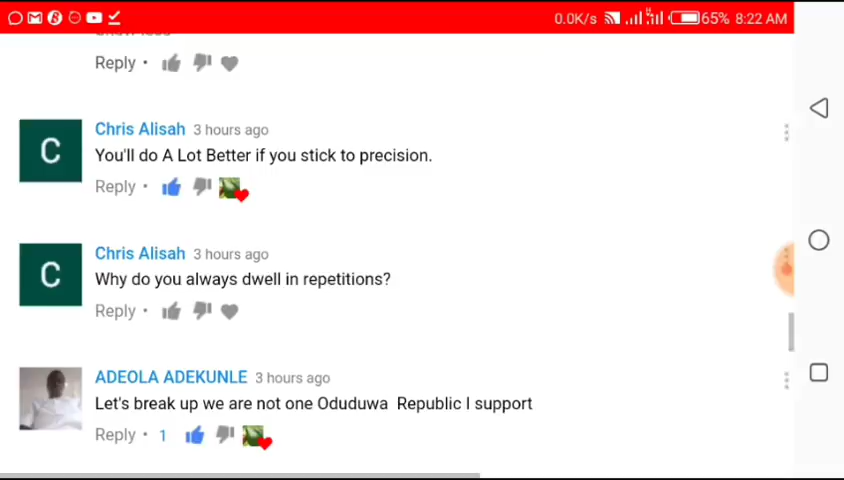 0.0K/s 65% 8:22 AM
Reply •
Chris Alisah 3 hours ago
You'll do A Lot Better if you stick to precision.
Reply •
C
Chris Alisah 3 hours ago
Why do you always dwell in repetitions?
Reply •
C
ADEOLA ADEKUNLE 3 hours ago
Let's break up we are not one Oduduwa Republic I support
Reply • 1